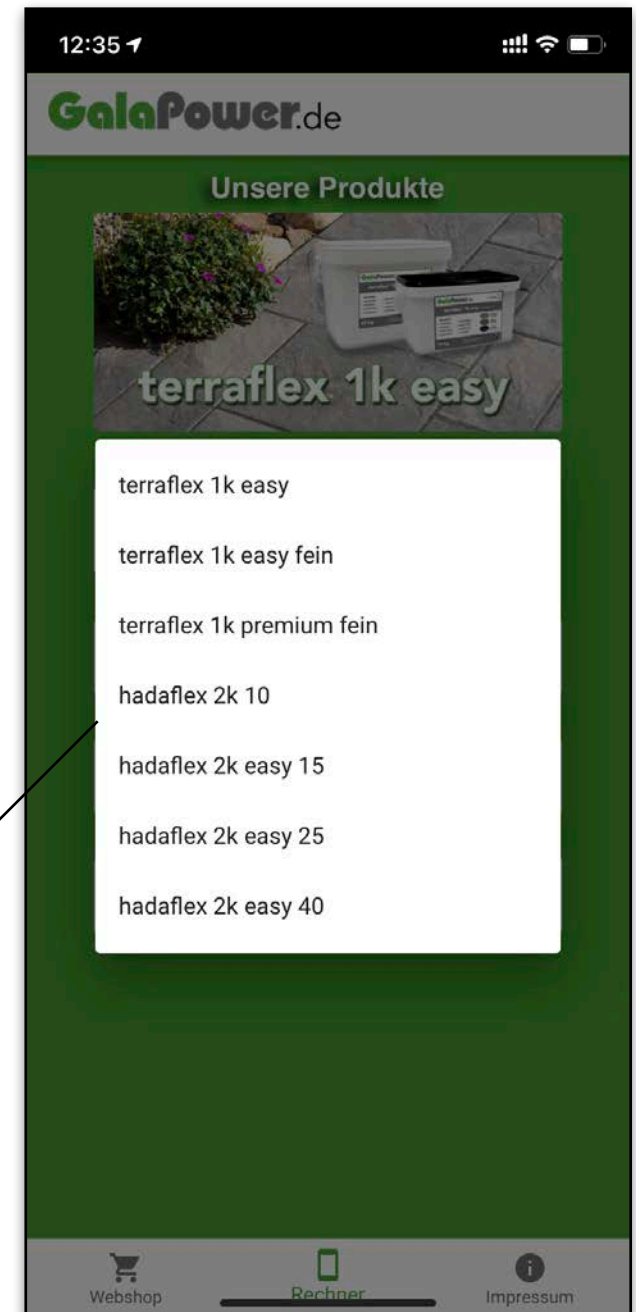 12:35
GalaPower.de
Unsere Produkte
terraflex 1k easy
terraflex 1k easy
terraflex 1k easy fein
terraflex 1k premium fein
hadaflex 2k 10
hadaflex 2k easy 15
hadaflex 2k easy 25
hadaflex 2k easy 40
Webshop
Rechner
Impressum